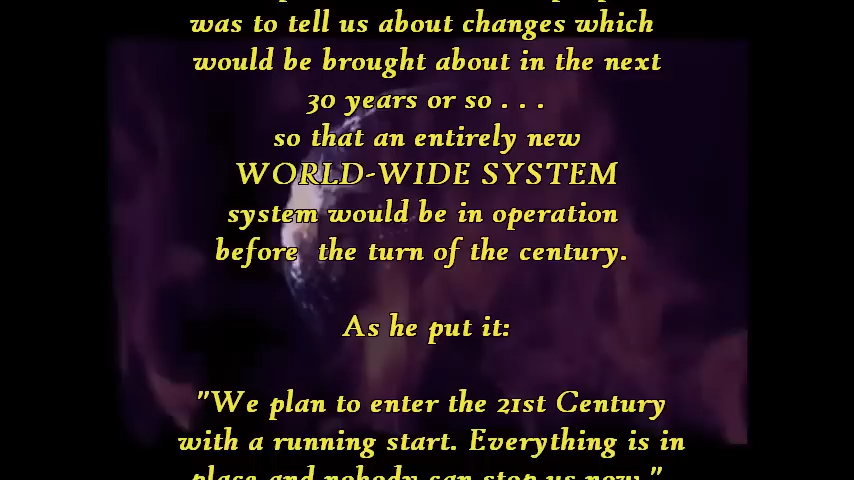 was to tell us about changes which
would be brought about in the next
30 years or so . . .
so that an entirely new
WORLD-WIDE SYSTEM
system would be in operation
before  the turn of the century.
As he put it:
"We plan to enter the 21st Century
with a running start. Everything is in
place and nobody can stop us now."